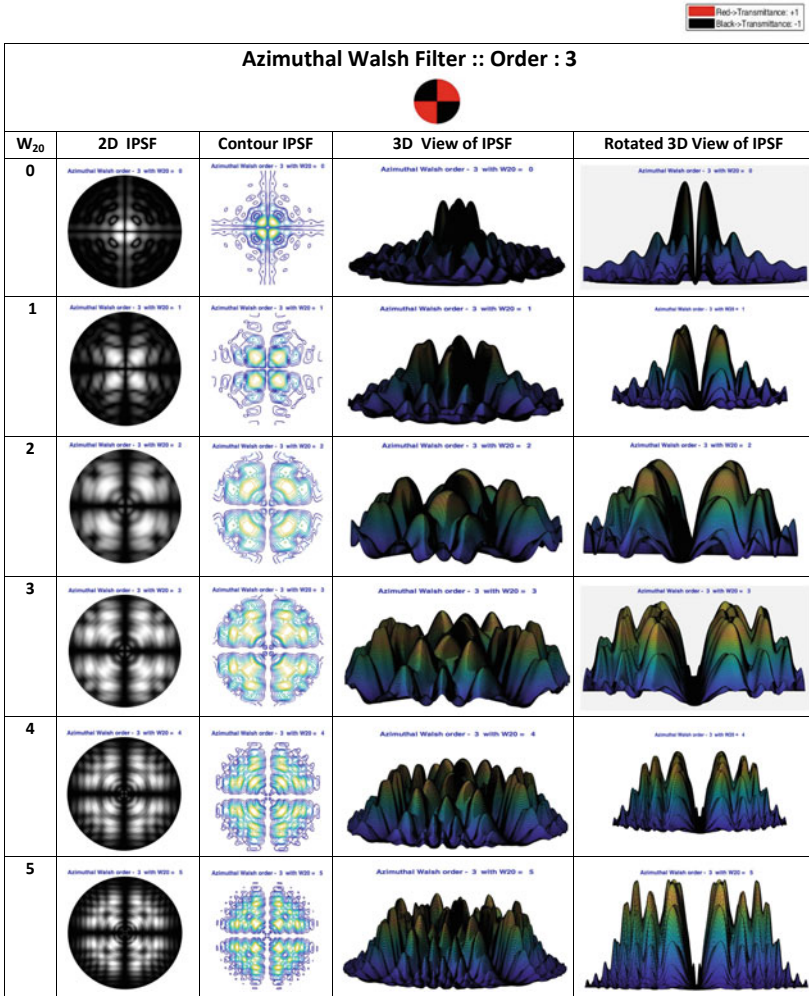 Red->Transmittance: +1
Black->Transmittance: -1
Azimuthal Walsh Filter :: Order : 3
W20 2D IPSF Contour IPSF 3D View of IPSF Rotated 3D View of IPSF
0
Azimuthal Walsh order - 3 with W20 = 0
Azimuthal Walsh order - 3 with W20 = 0
Azimuthal Walsh order - 3 with W20 = 0
Azimuthal Walsh order - 3 with W20 = 0
1
Azimuthal Walsh order - 3 with W20 = 1
Azimuthal Walsh order - 3 with W20 = 1
Azimuthal Walsh order - 3 with W20 = 1
Azimuthal Walsh order - 3 with W20 = 1
2
Azimuthal Walsh order - 3 with W20 = 2
Azimuthal Walsh order - 3 with W20 = 2
Azimuthal Walsh order - 3 with W20 = 2
Azimuthal Walsh order - 3 with W20 = 2
3
Azimuthal Walsh order - 3 with W20 = 3
Azimuthal Walsh order - 3 with W20 = 3
Azimuthal Walsh order - 3 with W20 = 3
Azimuthal Walsh order - 3 with W20 = 3
4
Azimuthal Walsh order - 3 with W20 = 4
Azimuthal Walsh order - 3 with W20 = 4
Azimuthal Walsh order - 3 with W20 = 4
Azimuthal Walsh order - 3 with W20 = 4
5
Azimuthal Walsh order - 3 with W20 = 5
Azimuthal Walsh order - 3 with W20 = 5
Azimuthal Walsh order - 3 with W20 = 5
Azimuthal Walsh order - 3 with W20 = 5